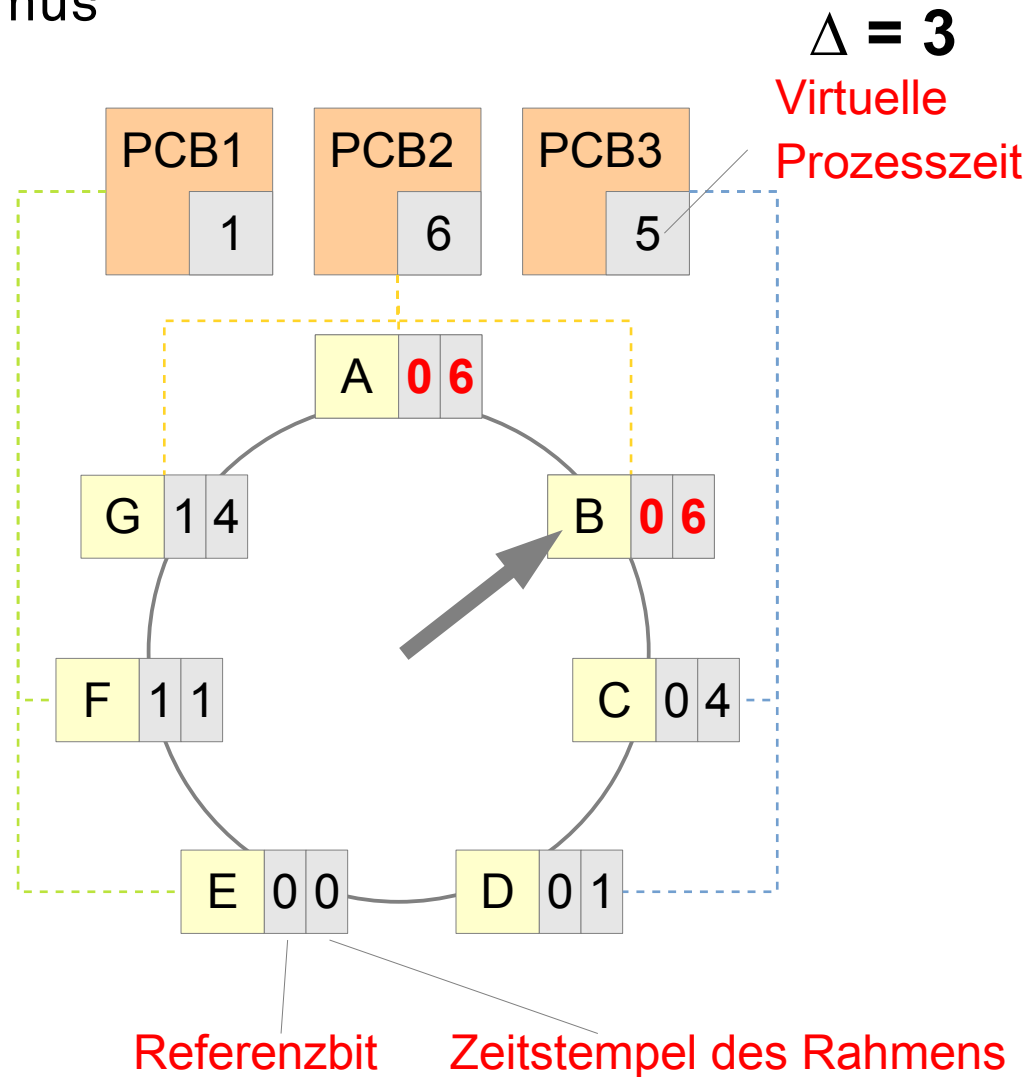 nus
Δ = 3
Virtuelle
Prozesszeit
PCB1 PCB2 PCB3
1 6 5
A 0 6
G 1 4
B 0 6
F 1 1
C 0 4
E 0 0
D 0 1
Referenzbit
Zeitstempel des Rahmens